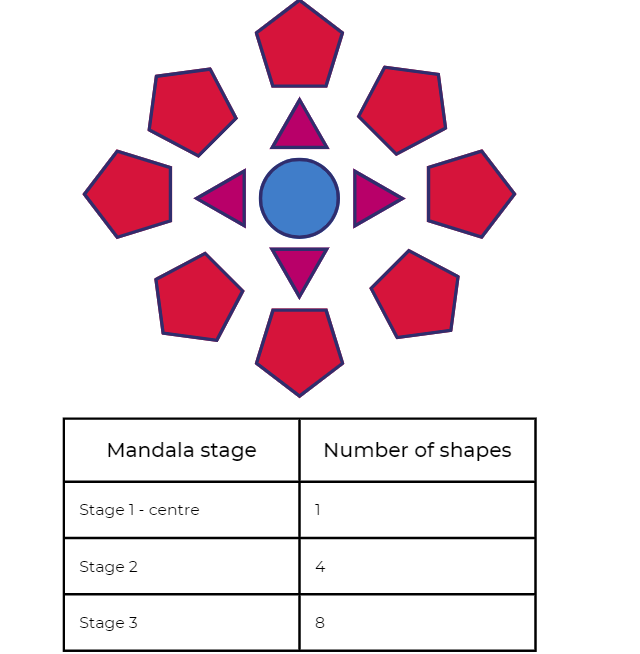 Mandala stage Number of shapes
Stage 1 - centre 1
Stage 2 4
Stage 3 8